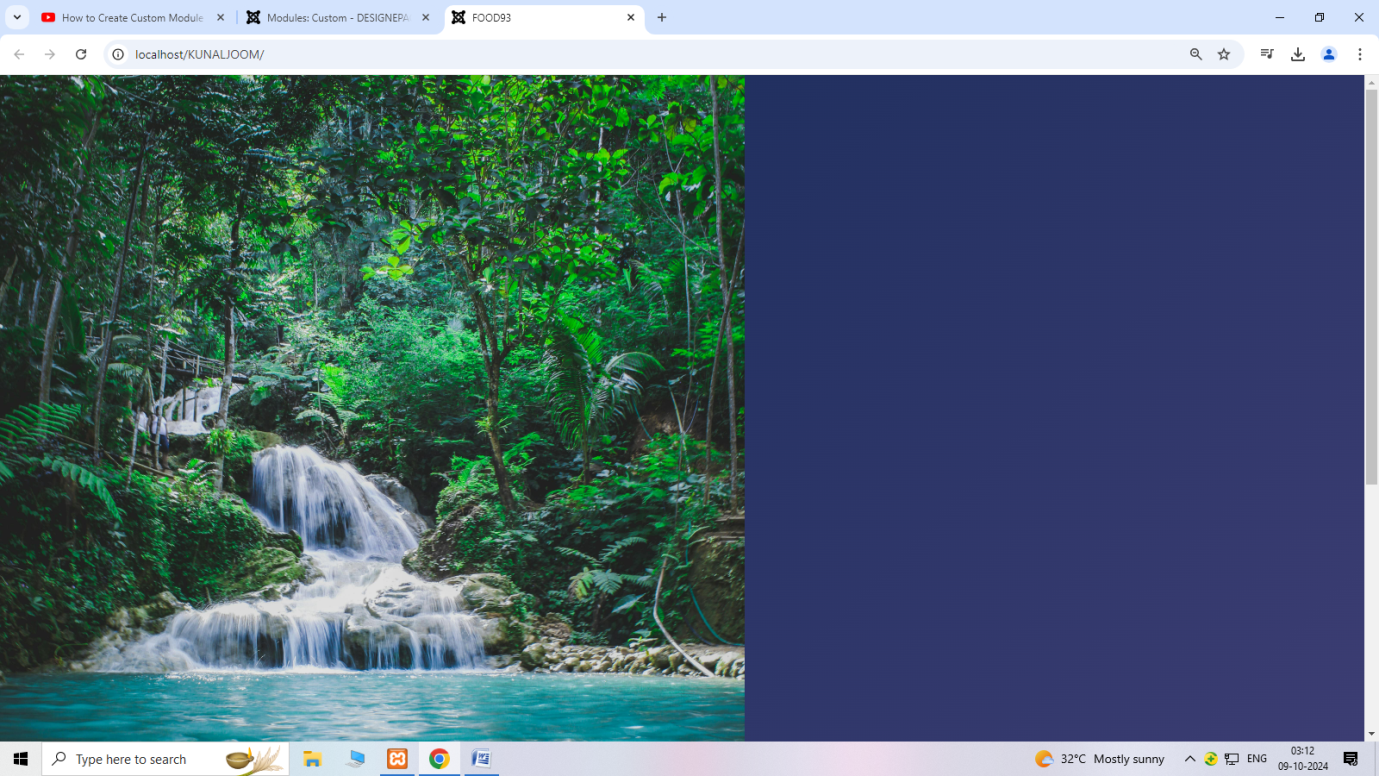 How to Create Custom Module
Modules: Custom - DESIGNEPA
FOOD93
localhost/KUNALJOOM/
Type here to search
32°C Mostly sunny
ENG
03:12
09-10-2024